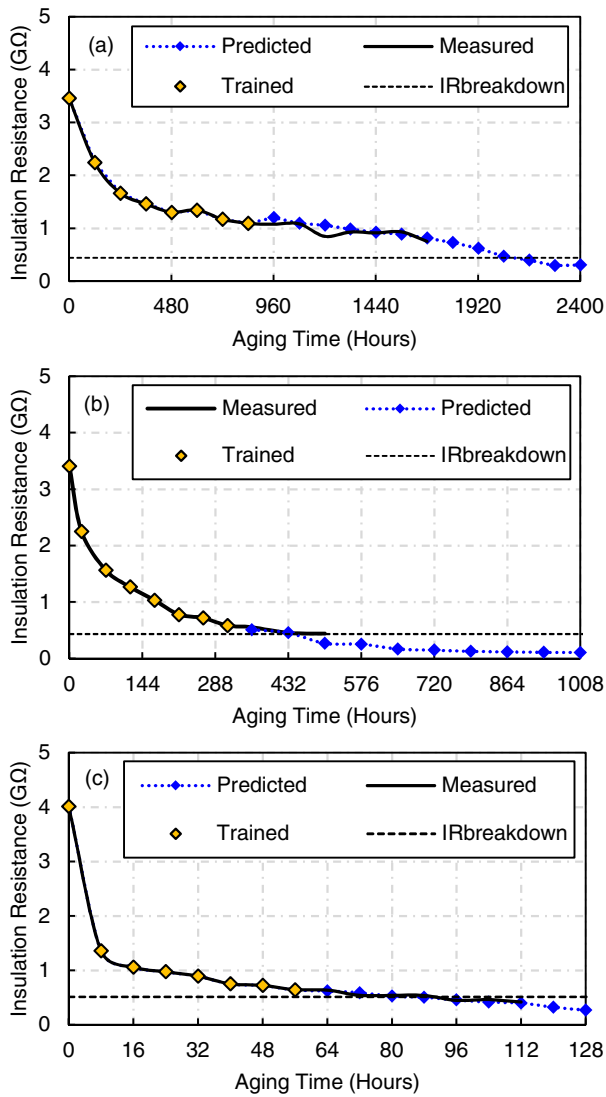 (a) Predicted Measured
Trained IRbreakdown
5
4
3
2
1
0
Insulation Resistance (GΩ)
0 480 960 1440 1920 2400
Aging Time (Hours)
(b) Measured Predicted
Trained IRbreakdown
5
4
3
2
1
0
Insulation Resistance (GΩ)
0 144 288 432 576 720 864 1008
Aging Time (Hours)
(c) Predicted Measured
Trained IRbreakdown
5
4
3
2
1
0
Insulation Resistance (GΩ)
0 16 32 48 64 80 96 112 128
Aging Time (Hours)